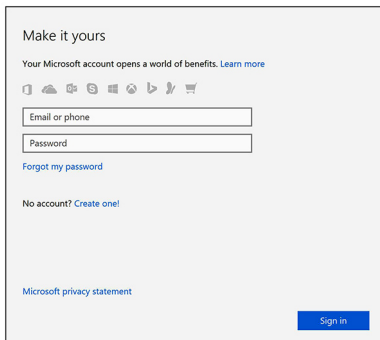 Make it yours
Your Microsoft account opens a world of benefits. Learn more
Email or phone
Password
Forgot my password
No account? Create one!
Microsoft privacy statement
Sign in